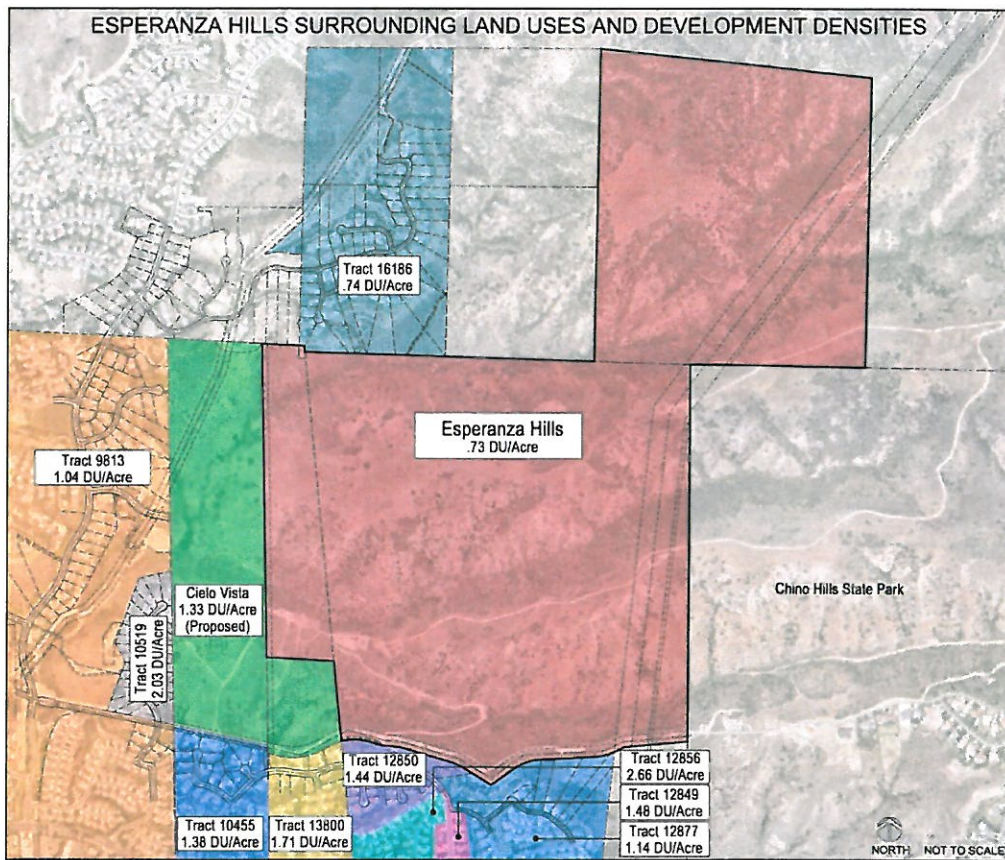 ESPERANZA HILLS SURROUNDING LAND USES AND DEVELOPMENT DENSITIES
Tract 16186
.74 DU/Acre
Esperanza Hills
.73 DU/Acre
Tract 9813
1.04 DU/Acre
Cielo Vista
1.33 DU/Acre
(Proposed)
Tract 10519
2.03 DU/Acre
Chino Hills State Park
Tract 12850
1.44 DU/Acre
Tract 12856
2.66 DU/Acre
Tract 12849
1.48 DU/Acre
Tract 12877
1.14 DU/Acre
Tract 10455
1.38 DU/Acre
Tract 13800
1.71 DU/Acre
NORTH NOT TO SCALE